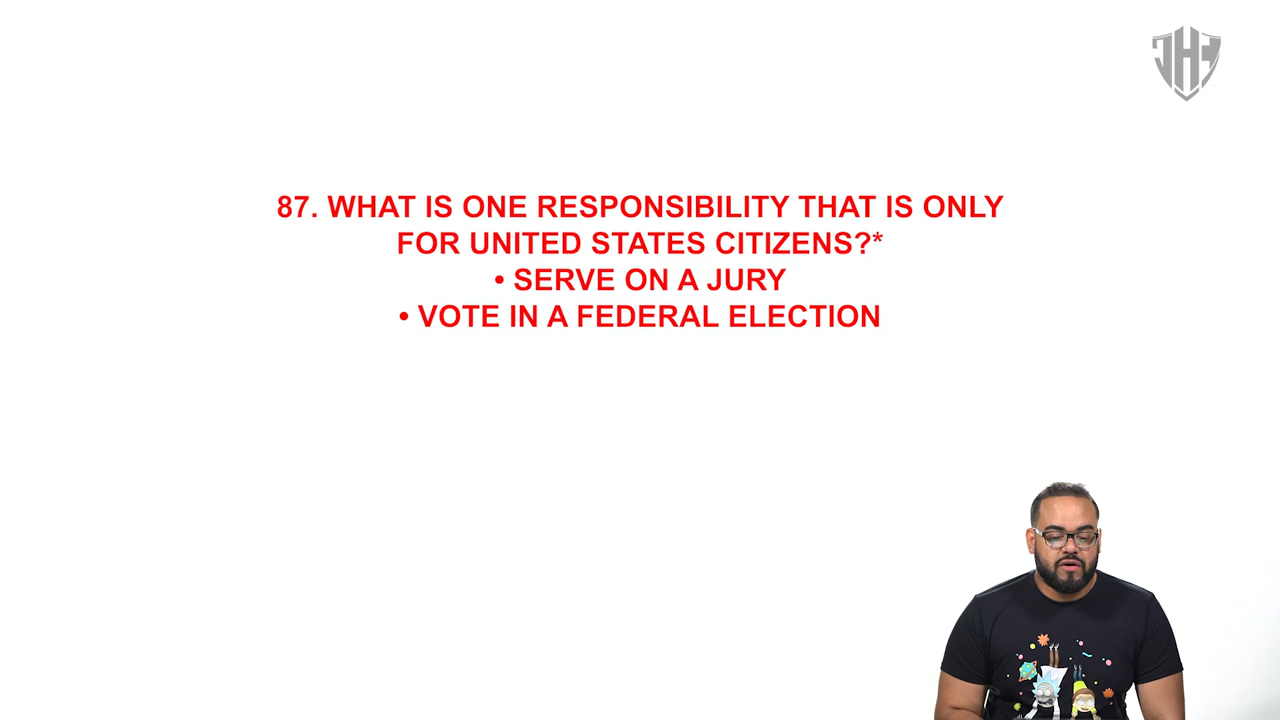 JHE
87. WHAT IS ONE RESPONSIBILITY THAT IS ONLY
FOR UNITED STATES CITIZENS?*
• SERVE ON A JURY
• VOTE IN A FEDERAL ELECTION